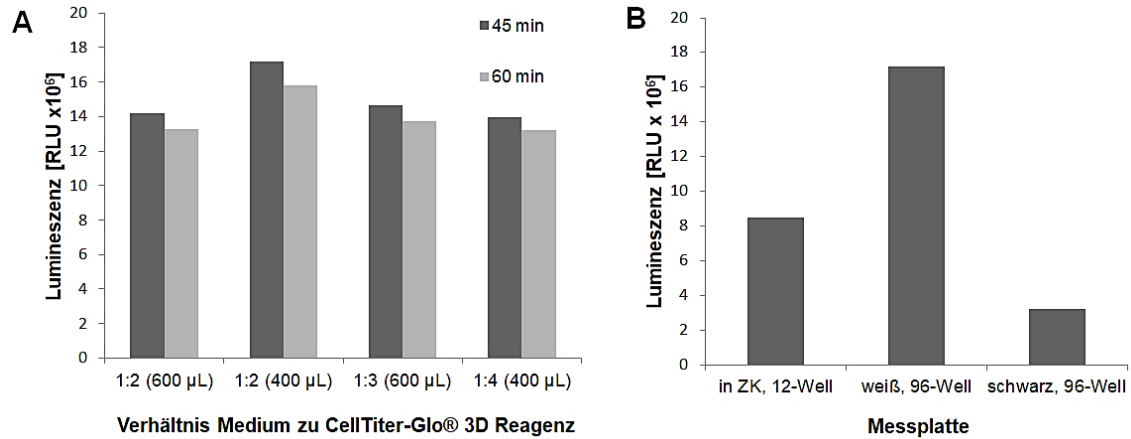 A
Lumineszenz [RLU x10⁶]
20
18
16
14
12
10
8
6
4
2
0
45 min
60 min
1:2 (600 µL) 1:2 (400 µL) 1:3 (600 µL) 1:4 (400 µL)
Verhältnis Medium zu CellTiter-Glo® 3D Reagenz
B
Lumineszenz [RLU x 10⁶]
20
18
16
14
12
10
8
6
4
2
0
in ZK, 12-Well weiß, 96-Well schwarz, 96-Well
Messplatte